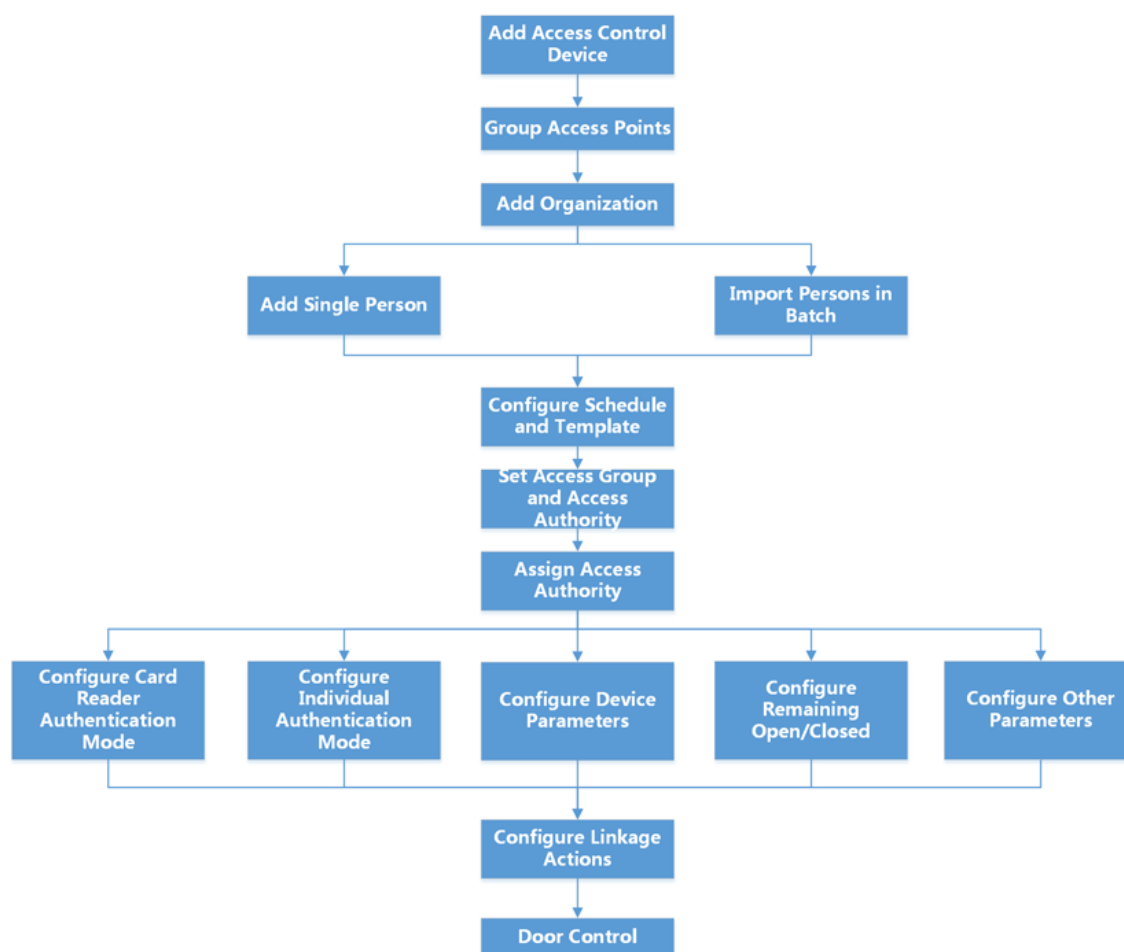 Add Access Control
Device
Group Access Points
Add Organization
Add Single Person
Import Persons in
Batch
Configure Schedule
and Template
Set Access Group
and Access
Authority
Assign Access
Authority
Configure Card
Reader
Authentication
Mode
Configure
Individual
Authentication
Mode
Configure Device
Parameters
Configure
Remaining
Open/Closed
Configure Other
Parameters
Configure Linkage
Actions
Door Control